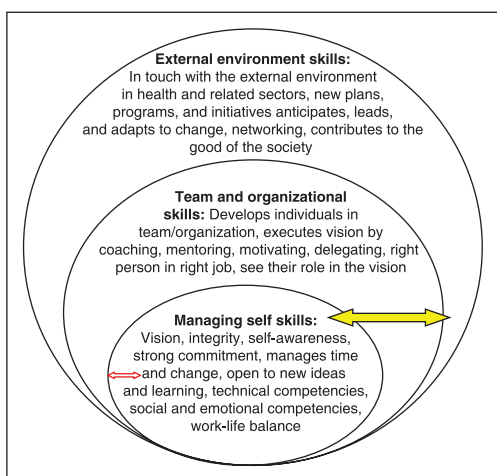 External environment skills:
In touch with the external environment
in health and related sectors, new plans,
programs, and initiatives anticipates, leads,
and adapts to change, networking, contributes to the
good of the society
Team and organizational
skills: Develops individuals in
team/organization, executes vision by
coaching, mentoring, motivating, delegating, right
person in right job, see their role in the vision
Managing self skills:
Vision, integrity, self-awareness,
strong commitment, manages time
and change, open to new ideas
and learning, technical competencies,
social and emotional competencies,
work-life balance